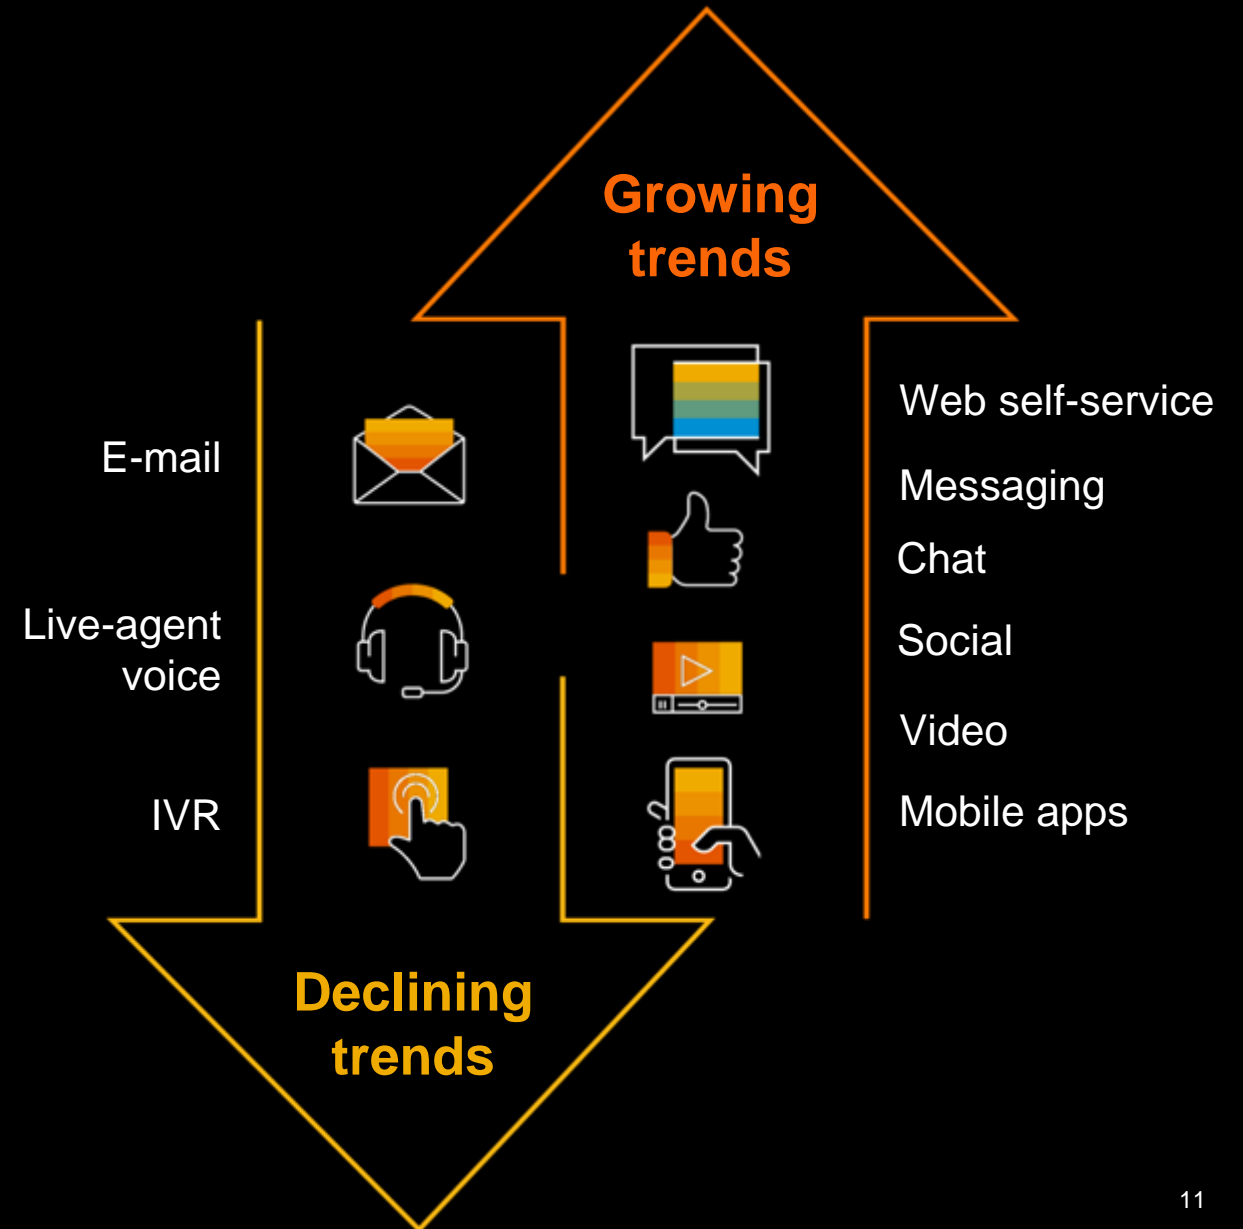 Growing
trends
E-mail
Live-agent
voice
IVR
Web self-service
Messaging
Chat
Social
Video
Mobile apps
Declining
trends
11